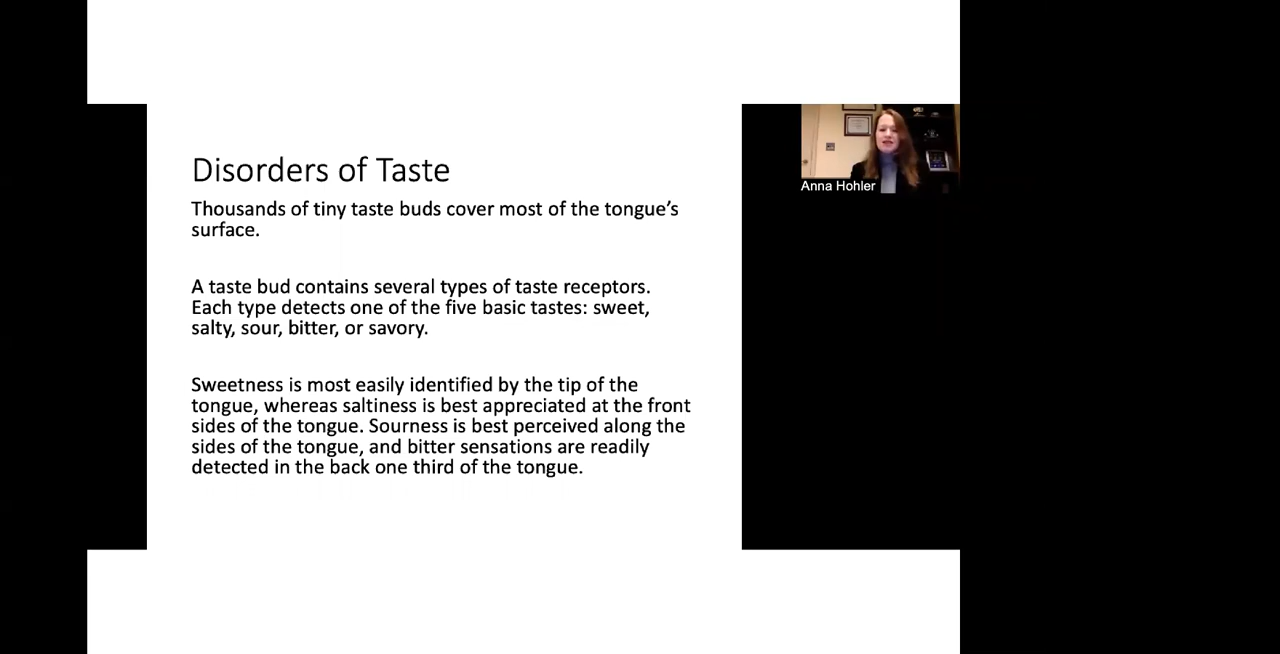 Disorders of Taste
Thousands of tiny taste buds cover most of the tongue's
surface.
A taste bud contains several types of taste receptors.
Each type detects one of the five basic tastes: sweet,
salty, sour, bitter, or savory.
Sweetness is most easily identified by the tip of the
tongue, whereas saltiness is best appreciated at the front
sides of the tongue. Sourness is best perceived along the
sides of the tongue, and bitter sensations are readily
detected in the back one third of the tongue.
Anna Hohler